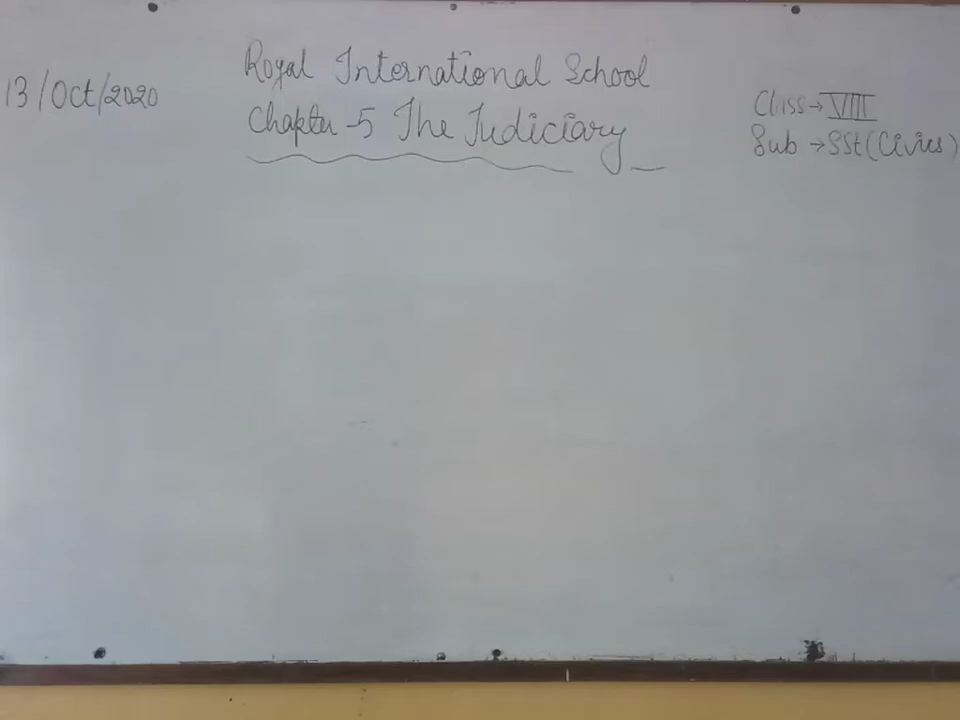 Royal International School
13/Oct/2020
Chapter-5 The Judiciary
Class→VIII
Sub →SSt(Civics)